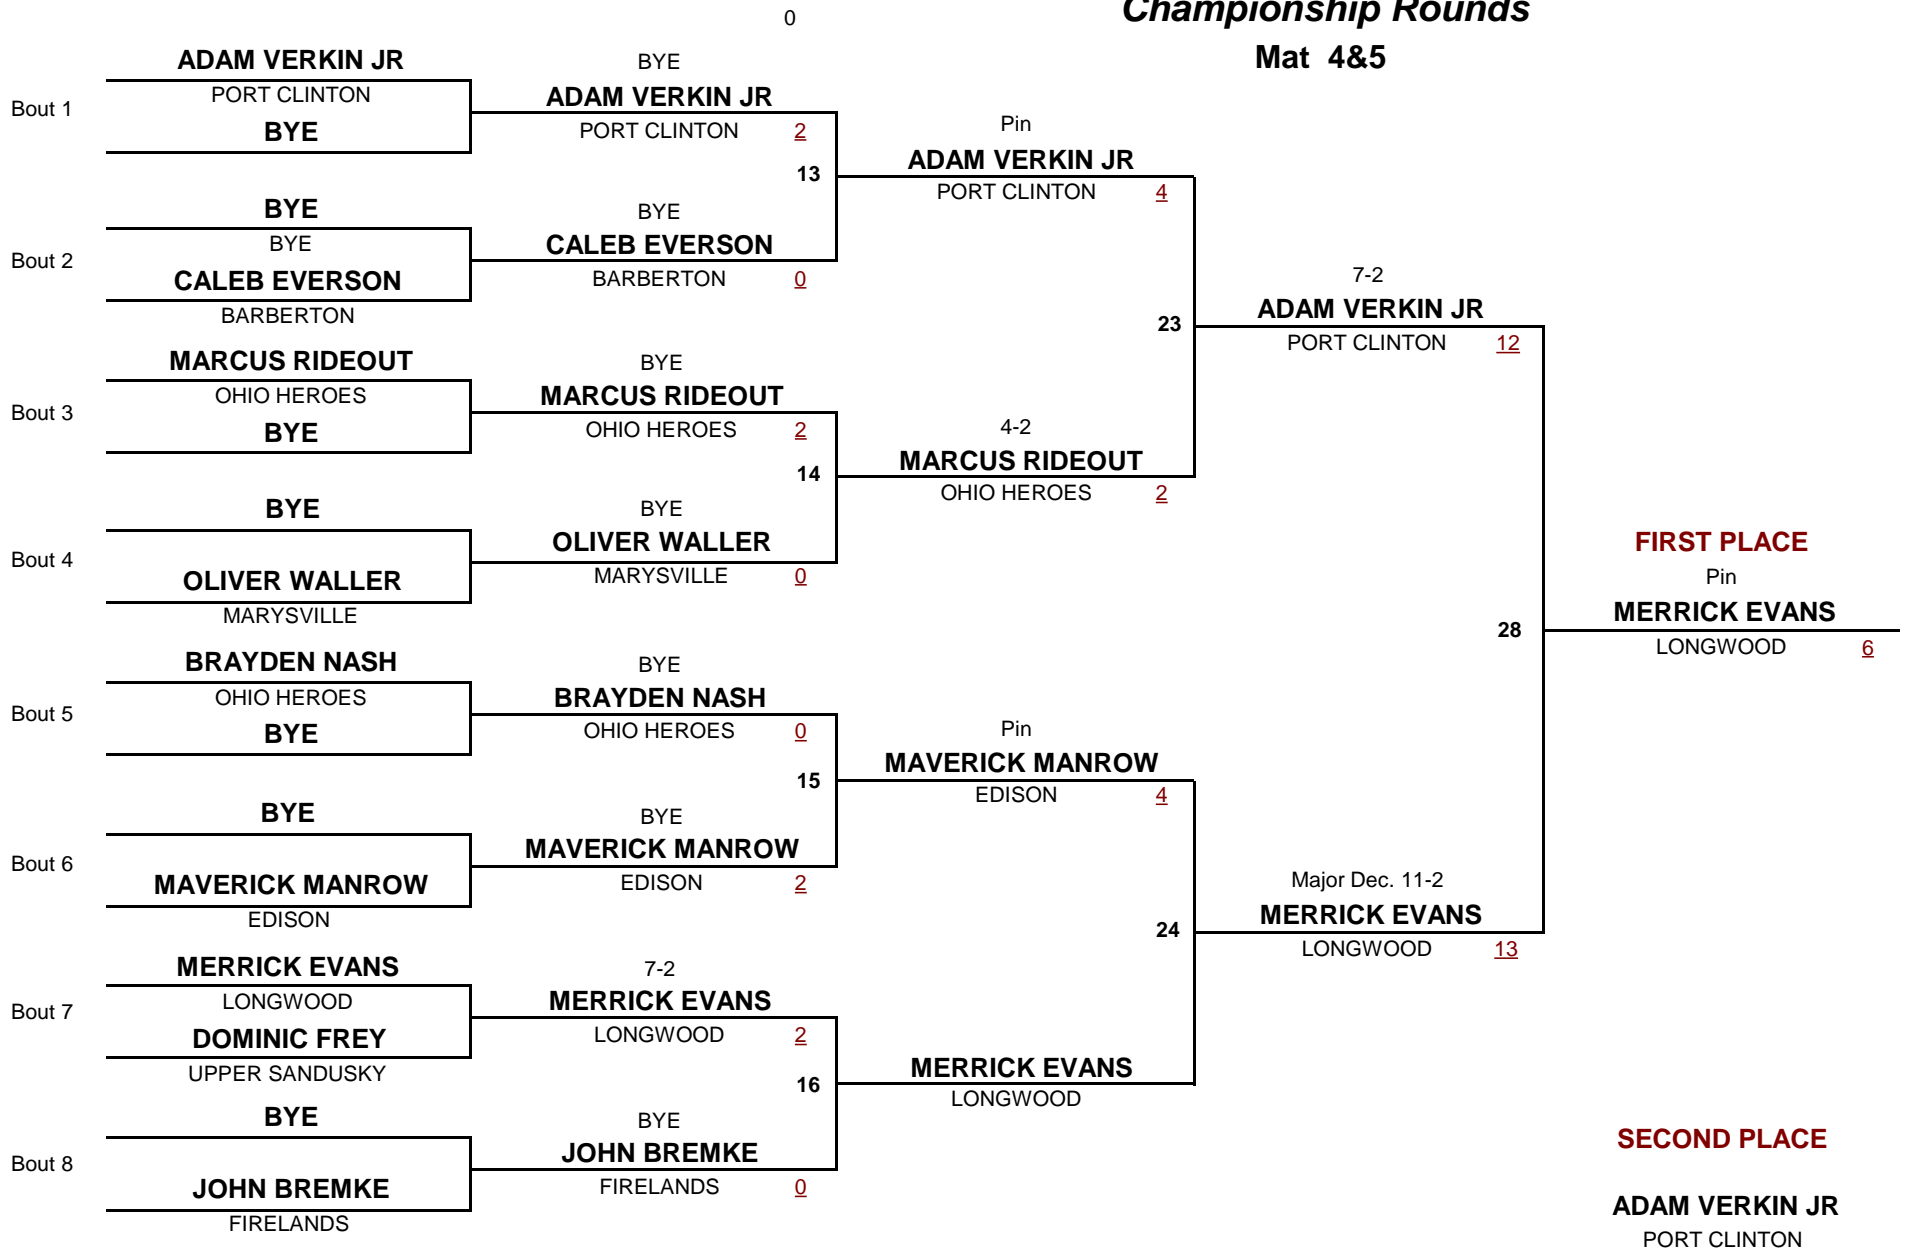 0
Championship Rounds
Mat 4&5
ADAM VERKIN JR
PORT CLINTON
Bout 1
BYE
BYE
BYE
Bout 2
CALEB EVERSON
BARBERTON
MARCUS RIDEOUT
OHIO HEROES
Bout 3
BYE
BYE
Bout 4
OLIVER WALLER
MARYSVILLE
BRAYDEN NASH
OHIO HEROES
Bout 5
BYE
BYE
Bout 6
MAVERICK MANROW
EDISON
MERRICK EVANS
LONGWOOD
Bout 7
DOMINIC FREY
UPPER SANDUSKY
BYE
Bout 8
JOHN BREMKE
FIRELANDS
BYE
ADAM VERKIN JR
PORT CLINTON 2
13
BYE
CALEB EVERSON
BARBERTON 0
BYE
MARCUS RIDEOUT
OHIO HEROES 2
14
BYE
OLIVER WALLER
MARYSVILLE 0
BYE
BRAYDEN NASH
OHIO HEROES 0
15
BYE
MAVERICK MANROW
EDISON 2
7-2
MERRICK EVANS
LONGWOOD 2
16
BYE
JOHN BREMKE
FIRELANDS 0
Pin
ADAM VERKIN JR
PORT CLINTON 4
23
4-2
MARCUS RIDEOUT
OHIO HEROES 2
Pin
MAVERICK MANROW
EDISON 4
24
MERRICK EVANS
LONGWOOD
7-2
ADAM VERKIN JR
PORT CLINTON 12
28
Major Dec. 11-2
MERRICK EVANS
LONGWOOD 13
FIRST PLACE
Pin
MERRICK EVANS
LONGWOOD 6
SECOND PLACE
ADAM VERKIN JR
PORT CLINTON